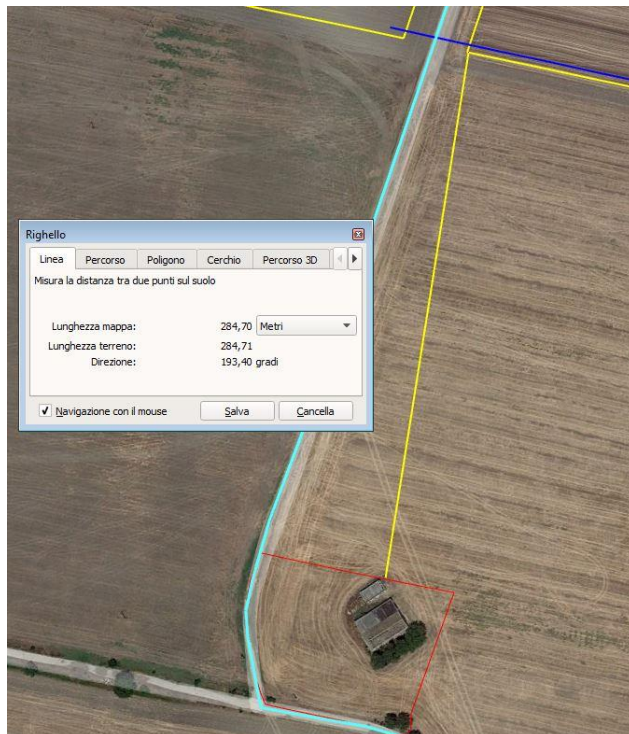 Righello
Linea Percorso Poligono Cerchio Percorso 3D
Misura la distanza tra due punti sul suolo
Lunghezza mappa: 284,70 Metri
Lunghezza terreno: 284,71
Direzione: 193,40 gradi
Navigazione con il mouse Salva Cancella